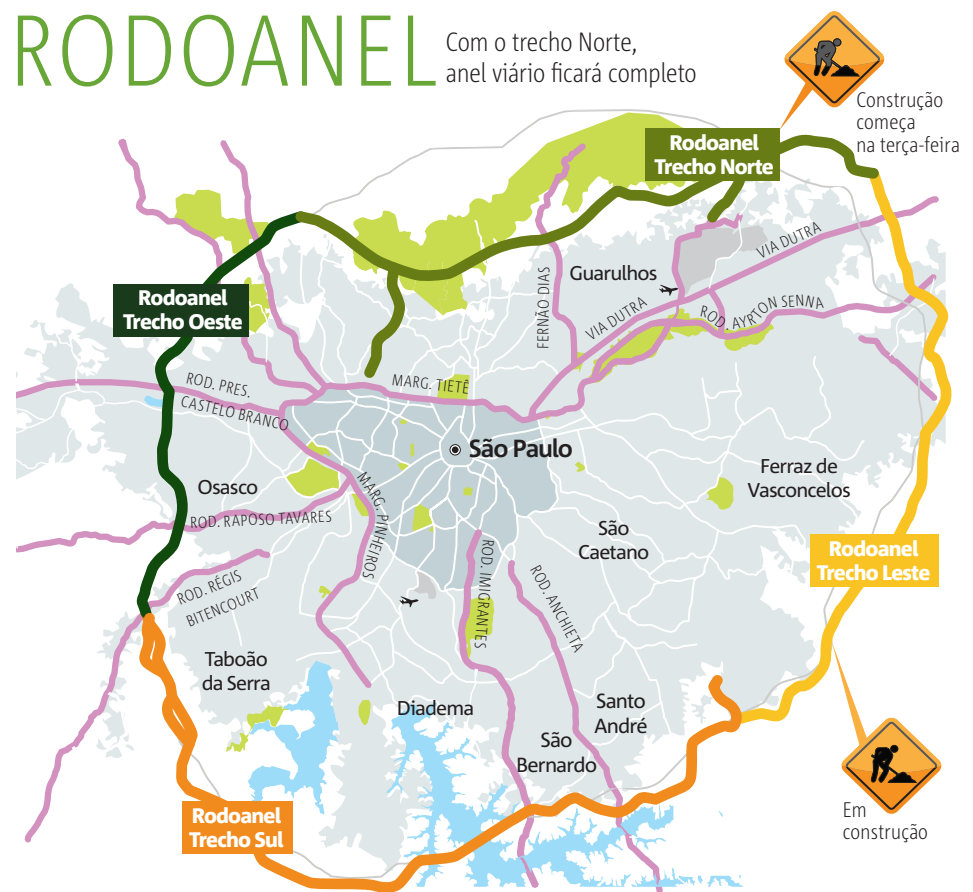 RODOANEL
Com o trecho Norte,
anel viário ficará completo
Construção
começa
na terça-feira
Rodoanel
Trecho Norte
Rodoanel
Trecho Oeste
Guarulhos
FERNÃO DIAS
VIA DUTRA
VIA DUTRA
ROD. AYRTON SENNA
ROD. PRES.
CASTELO BRANCO
MARG. TIETÊ
São Paulo
Osasco
MARG. PINHEIROS
ROD. RAPOSO TAVARES
Ferraz de
Vasconcelos
São
Caetano
Rodoanel
Trecho Leste
ROD. RÉGIS
BITENCOURT
ROD. IMIGRANTES
ROD. ANCHIETA
Taboão
da Serra
Diadema
Santo
André
São
Bernardo
Rodoanel
Trecho Sul
Em
construção